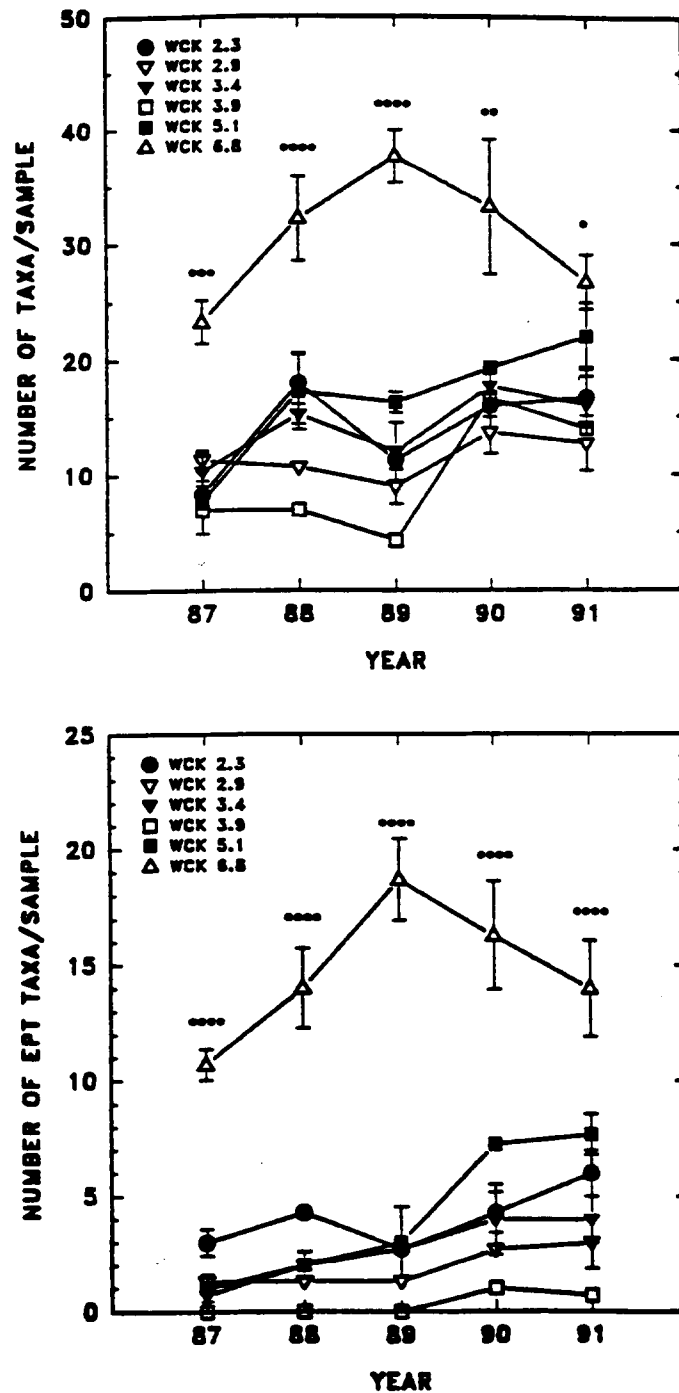 NUMBER OF TAXA/SAMPLE
50
40
30
20
10
0
WCK 2.3
WCK 2.9
WCK 3.4
WCK 3.9
WCK 5.1
WCK 6.8
***
****
****
**
*
87 88 89 90 91
YEAR
NUMBER OF EPT TAXA/SAMPLE
25
20
15
10
5
0
WCK 2.3
WCK 2.9
WCK 3.4
WCK 3.9
WCK 5.1
WCK 6.8
****
****
****
****
****
87 88 89 90 91
YEAR